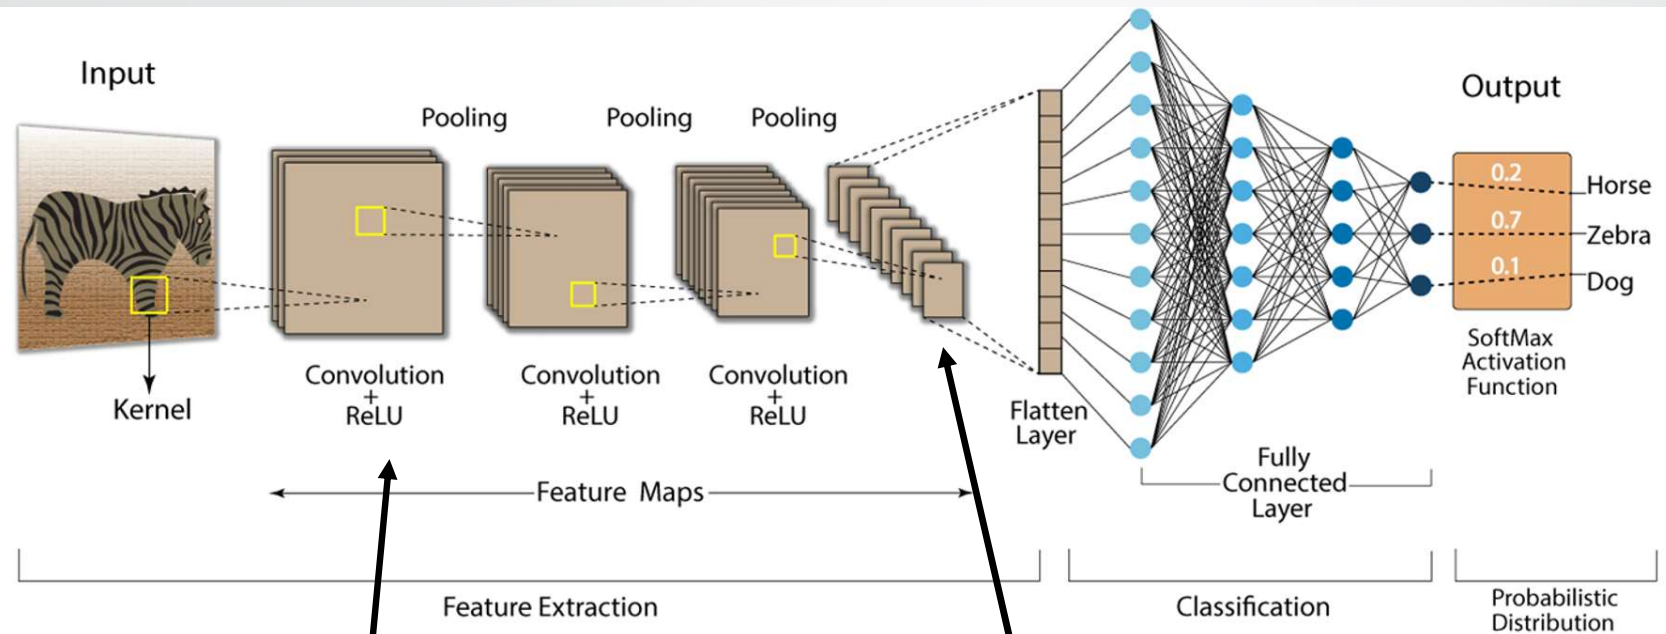 Input
Pooling
Pooling
Pooling
Output
0.2
Horse
0.7
Zebra
0.1
Dog
SoftMax
Activation
Function
Kernel
Convolution
+
ReLU
Convolution
+
ReLU
Convolution
+
ReLU
Flatten
Layer
Feature Maps
Fully
Connected
Layer
Feature Extraction
Classification
Probabilistic
Distribution